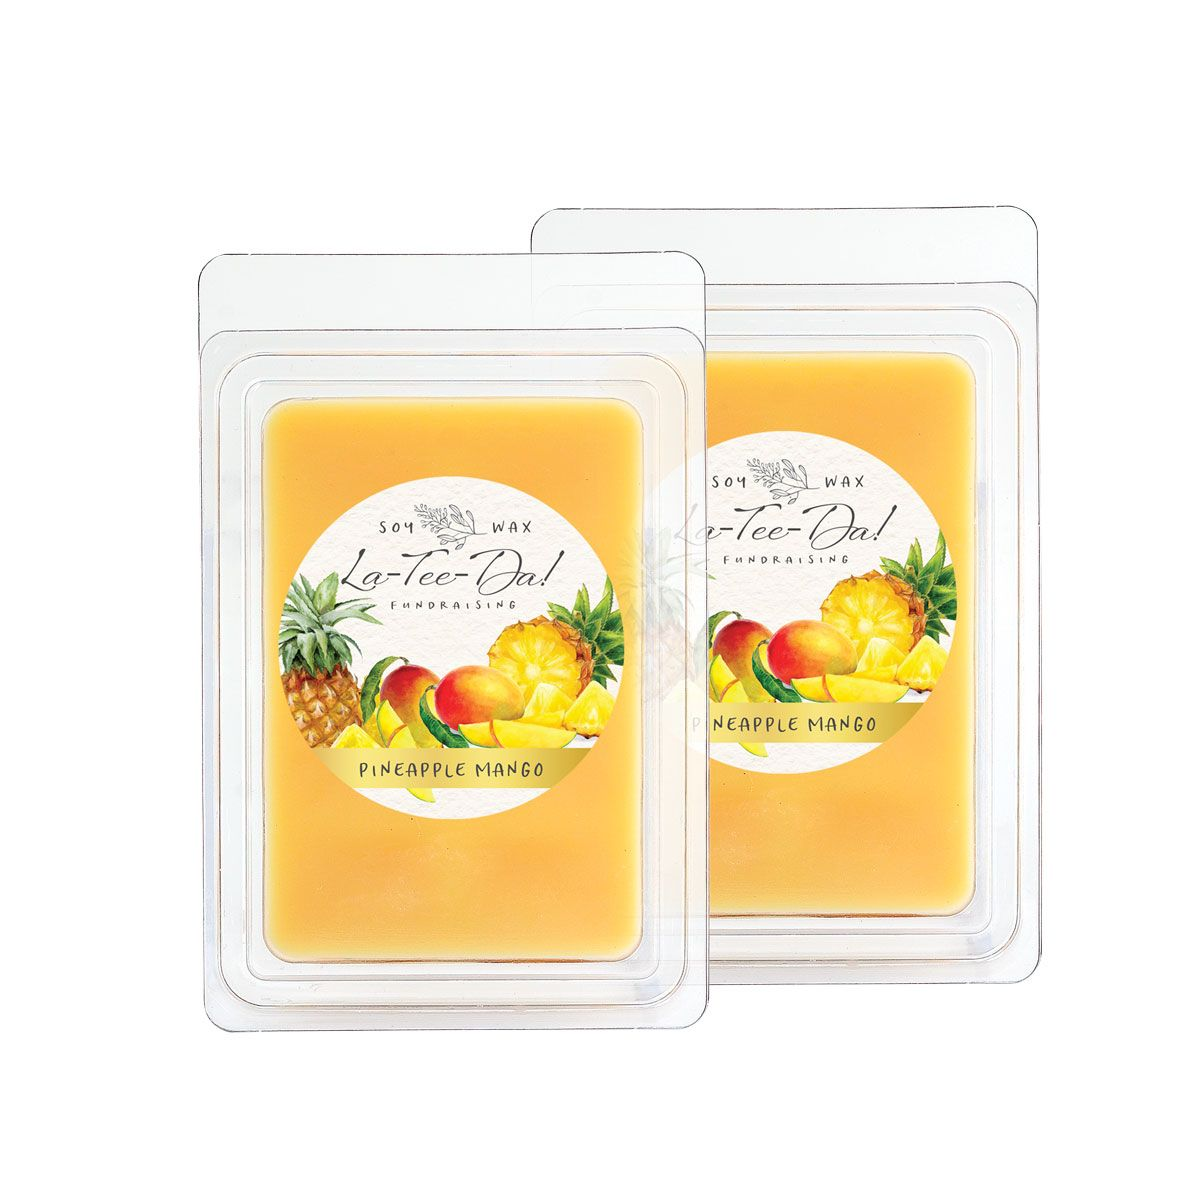 SOY WAX
La-Tee-Da!
FUNDRAISING
PINEAPPLE MANGO
SOY WAX
La-Tee-Da!
FUNDRAISING
PINEAPPLE MANGO